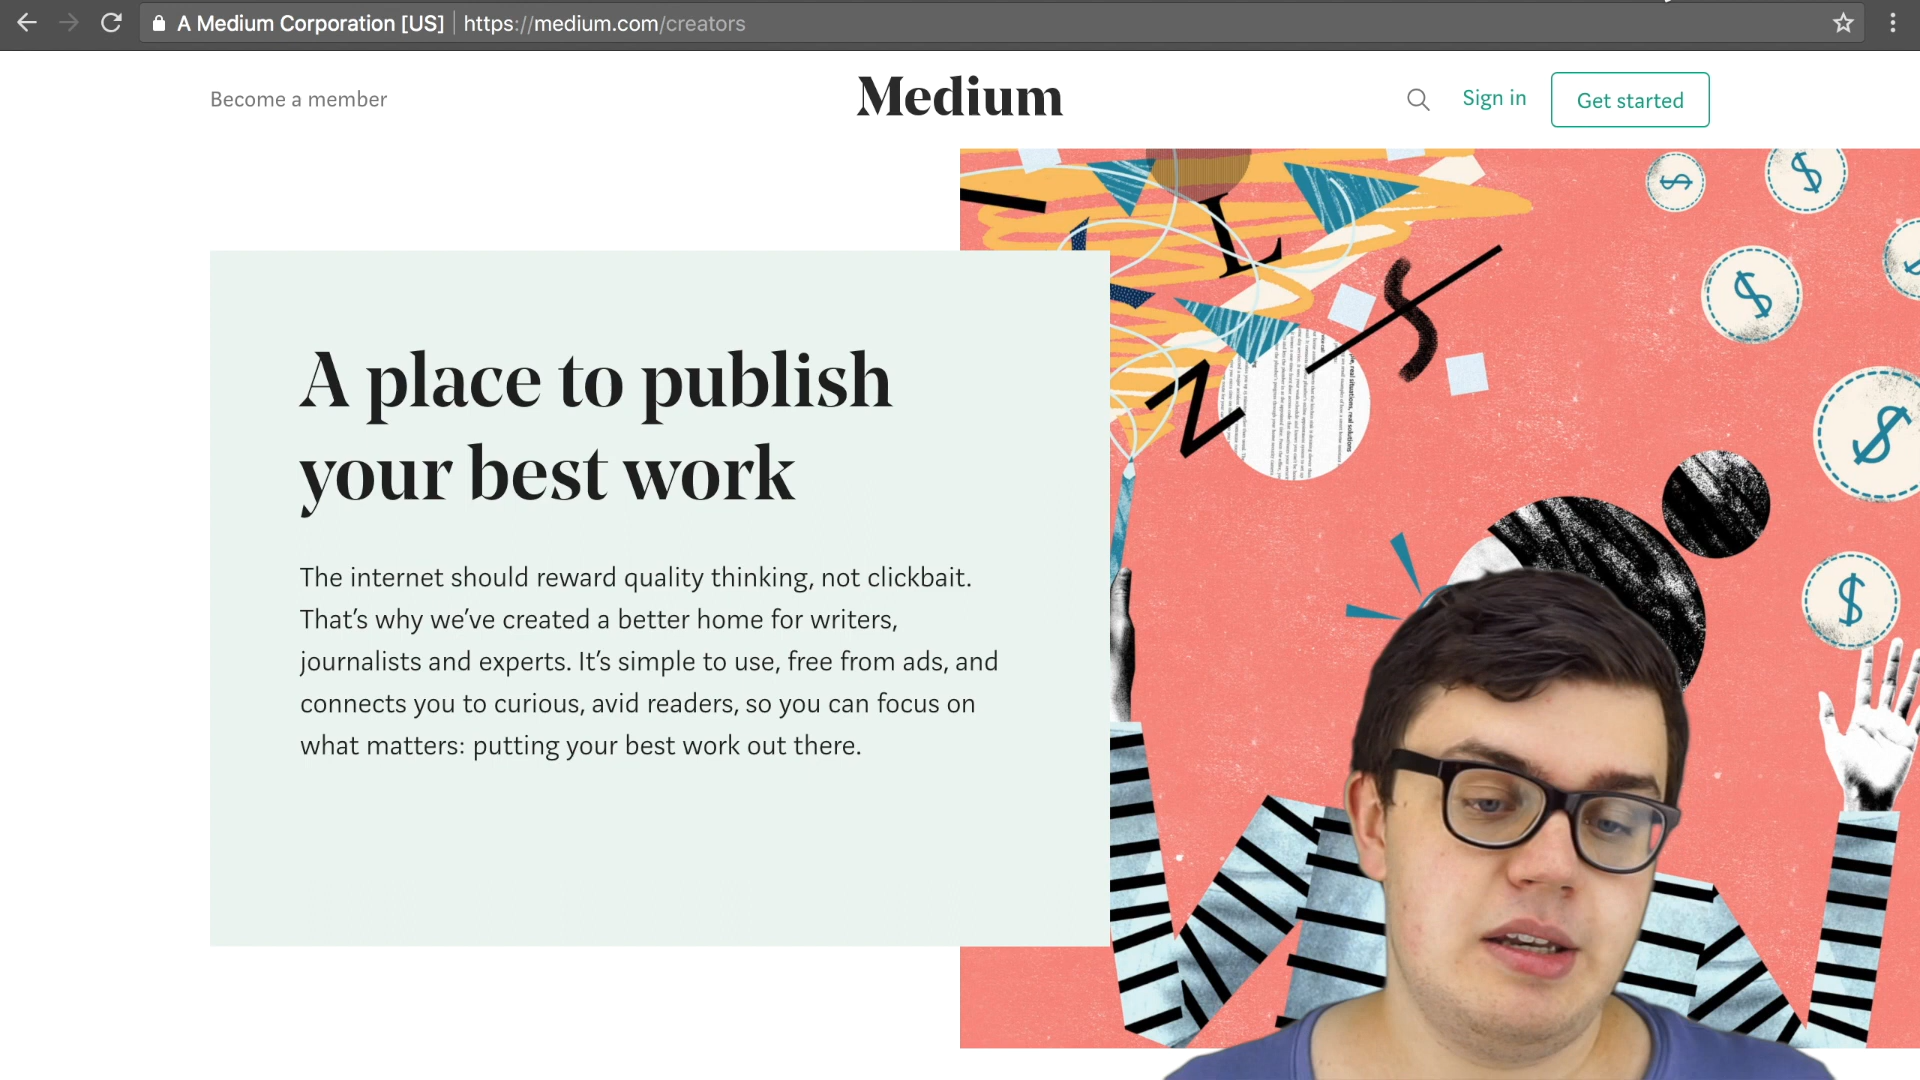 A Medium Corporation [US] https://medium.com/creators
Become a member
Medium
Sign in
Get started
A place to publish
your best work
The internet should reward quality thinking, not clickbait.
That's why we've created a better home for writers,
journalists and experts. It's simple to use, free from ads, and
connects you to curious, avid readers, so you can focus on
what matters: putting your best work out there.
L
Z
$
$
$
$
$